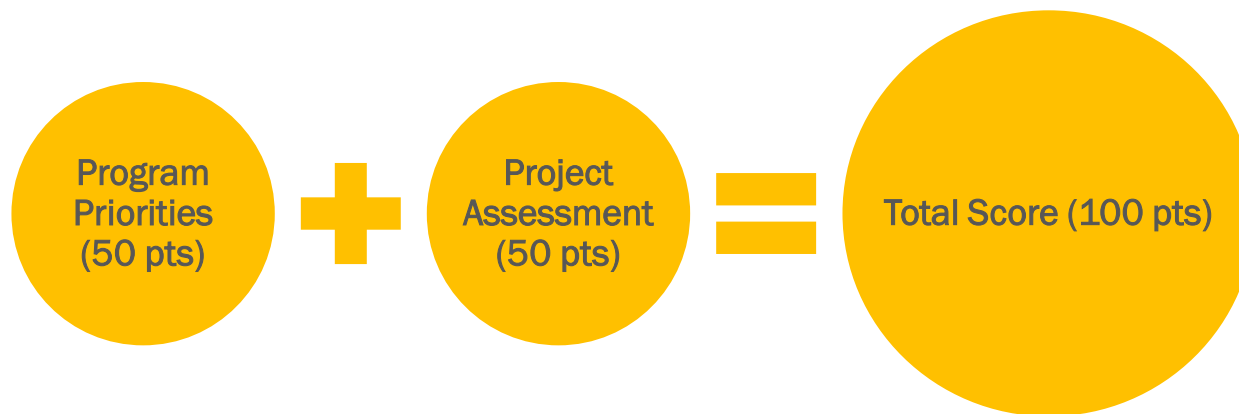 Program
Priorities
(50 pts)
Project
Assessment
(50 pts)
Total Score (100 pts)